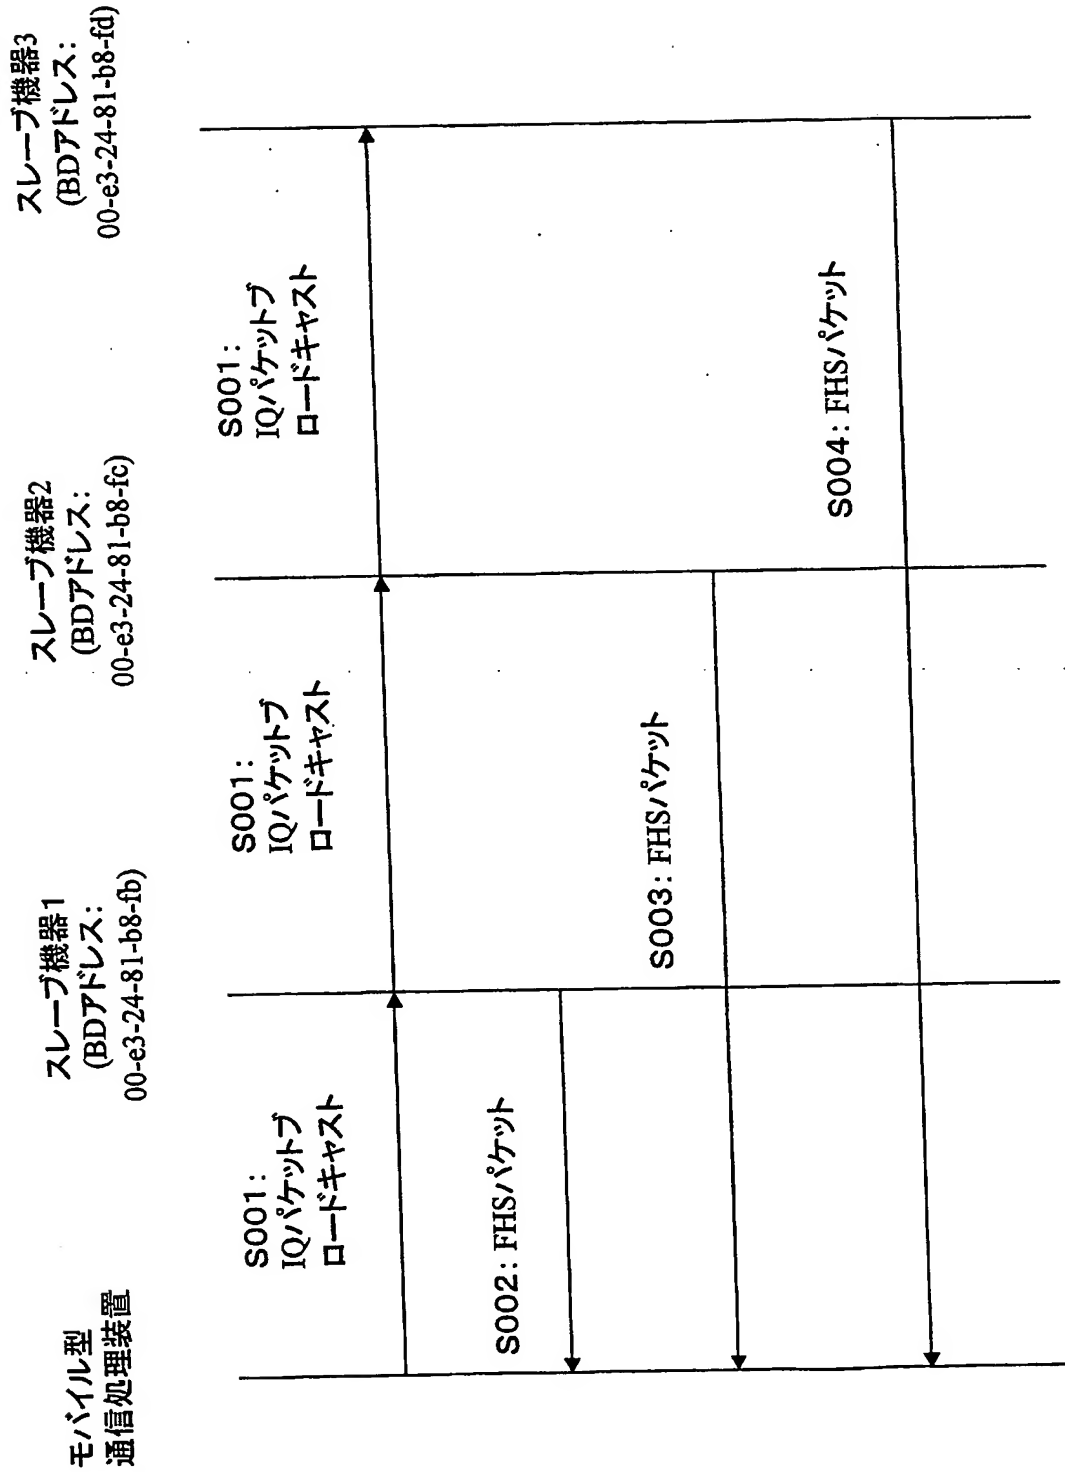 モバイル型
通信処理装置
スレーブ機器1
(BDアドレス:
00-e3-24-81-b8-fb)
スレーブ機器2
(BDアドレス:
00-e3-24-81-b8-fc)
スレーブ機器3
(BDアドレス:
00-e3-24-81-b8-fd)
S001:
IQパケットブ
ロードキャスト
S001:
IQパケットブ
ロードキャスト
S001:
IQパケットブ
ロードキャスト
S002: FHSパケット
S003: FHSパケット
S004: FHSパケット